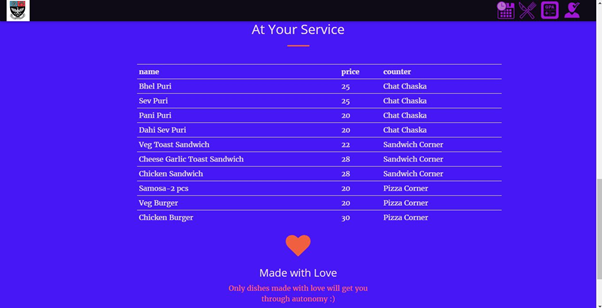 At Your Service
name price counter
Bhel Puri 25 Chat Chaska
Sev Puri 25 Chat Chaska
Pani Puri 20 Chat Chaska
Dahi Sev Puri 20 Chat Chaska
Veg Toast Sandwich 22 Sandwich Corner
Cheese Garlic Toast Sandwich 28 Sandwich Corner
Chicken Sandwich 28 Sandwich Corner
Samosa-2 pcs 20 Pizza Corner
Veg Burger 20 Pizza Corner
Chicken Burger 30 Pizza Corner
Made with Love
Only dishes made with love will get you
through autonomy :)